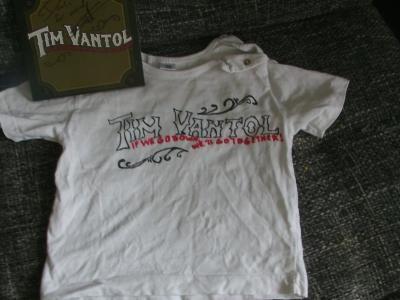 TIM VANTOL
TIM VANTOL
IF WE GO DOWN WE'LL GO TOGETHER!